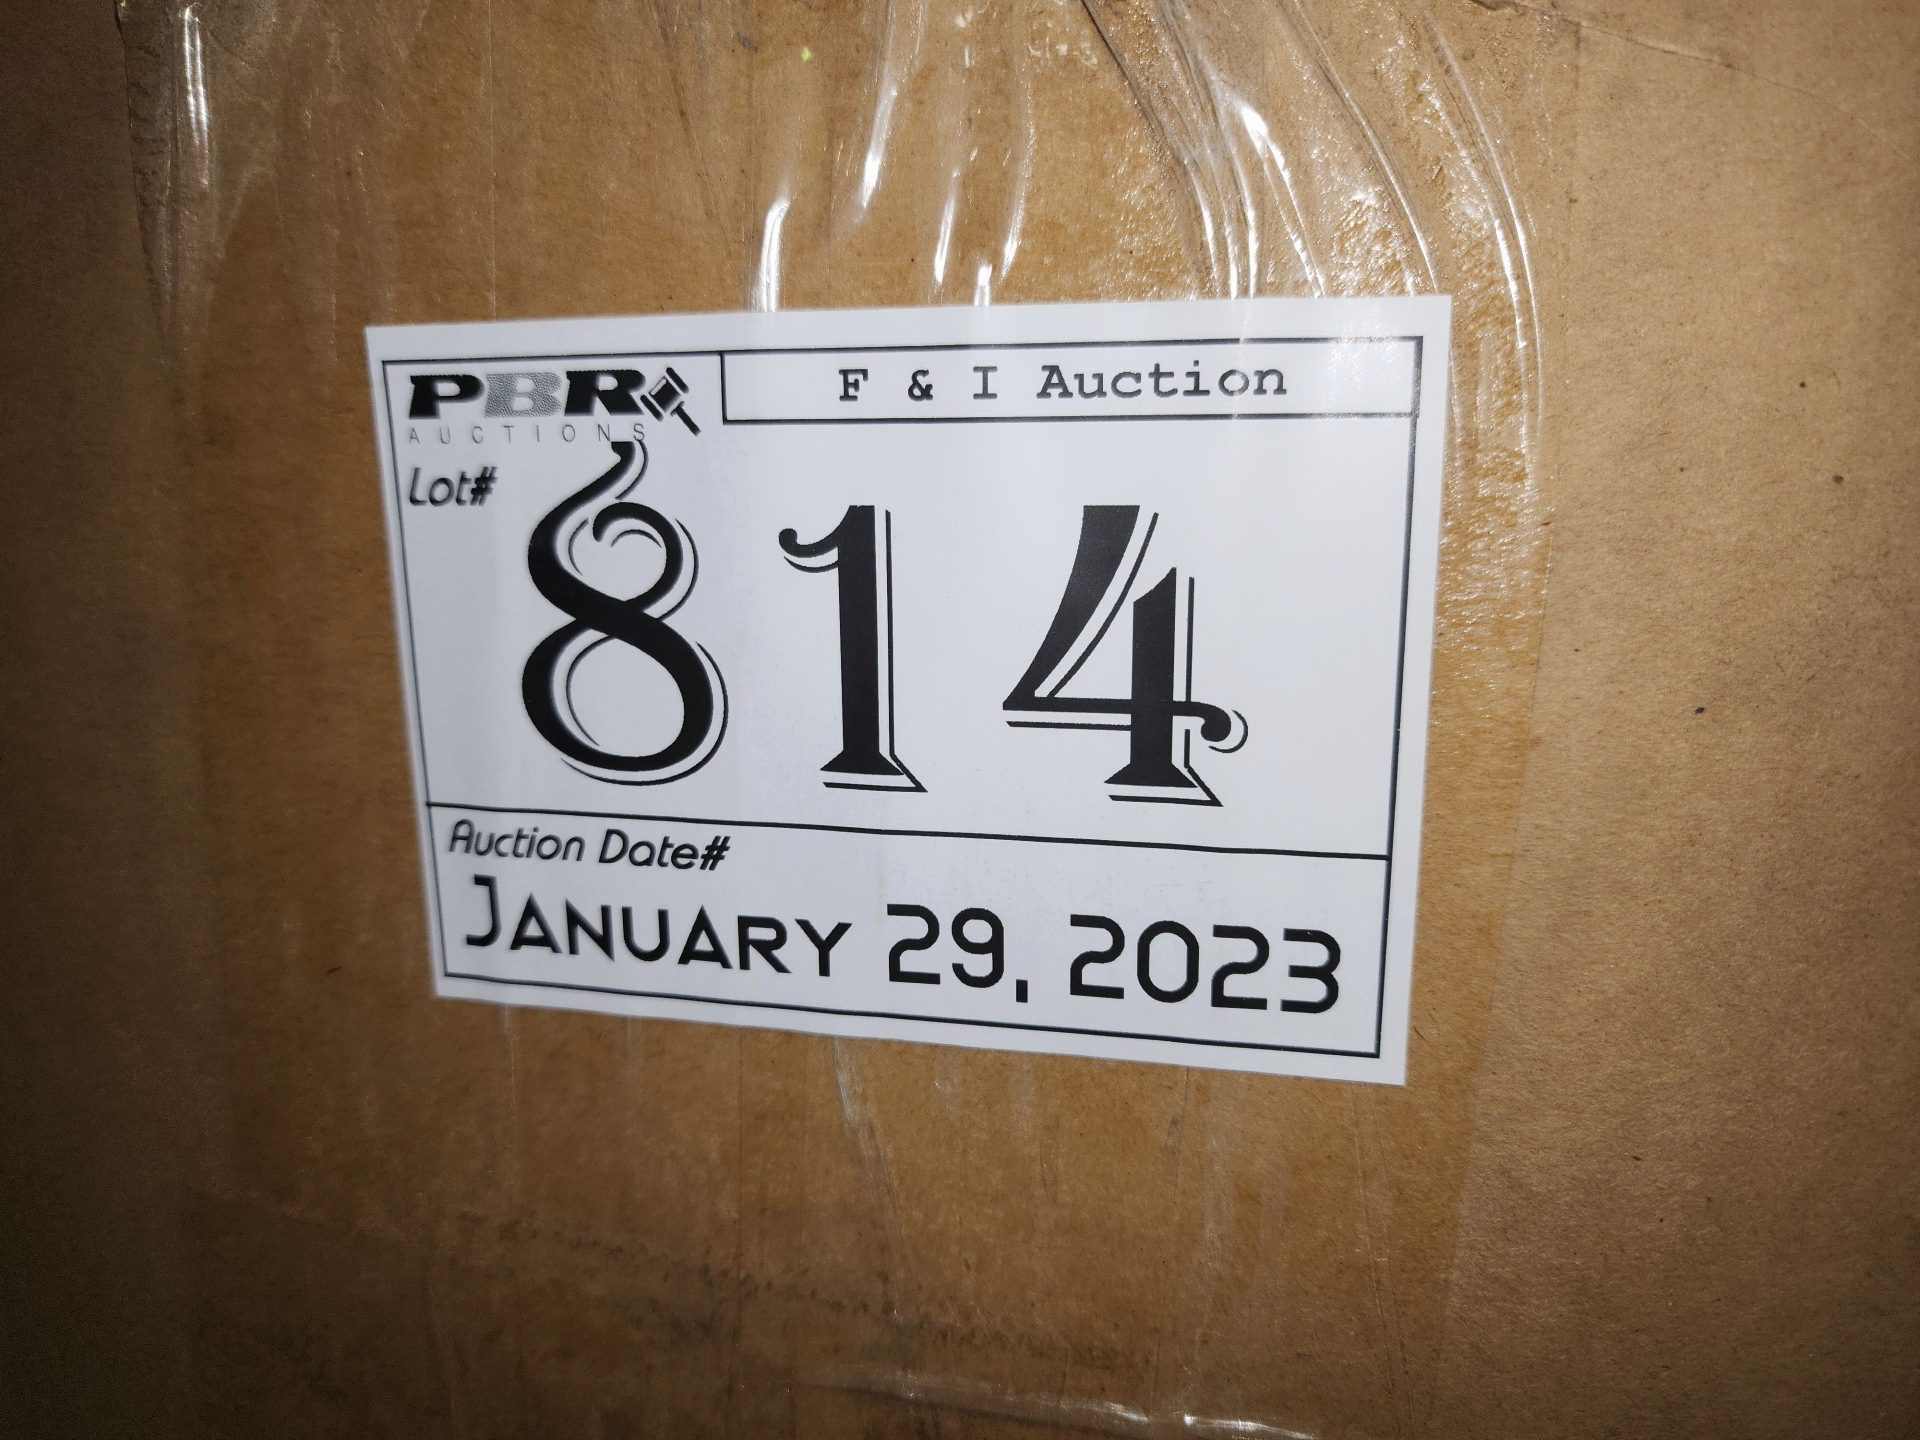 PBR
AUCTIONS
F & I Auction
Lot#
814
Auction Date#
JANUARY 29, 2023